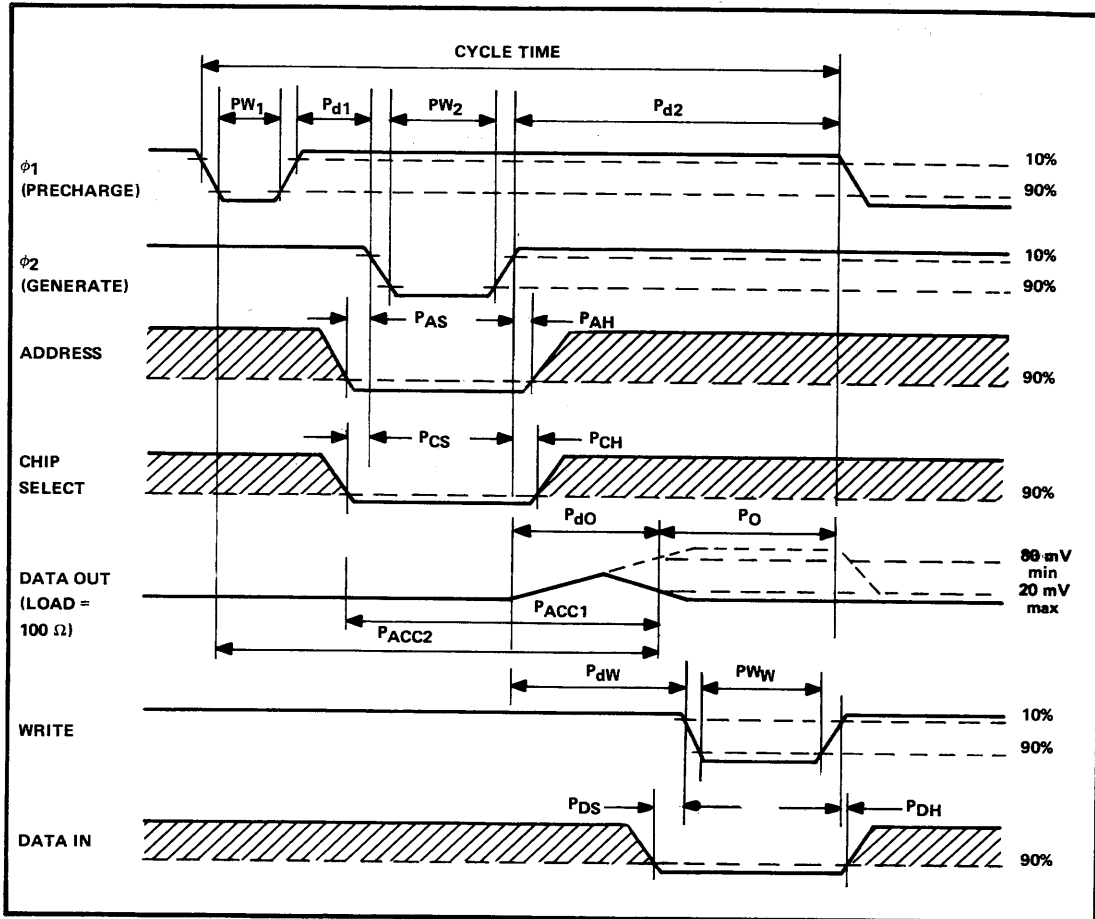 CYCLE TIME
PW1 Pd1 PW2 Pd2
ϕ1
(PRECHARGE)
10%
90%
ϕ2
(GENERATE)
10%
90%
PAS PAH
ADDRESS
90%
PCS PCH
CHIP
SELECT
90%
PdO PO
DATA OUT
(LOAD =
100 Ω)
mV
min
20 mV
max
PACC1
PACC2
PdW PWW
WRITE
10%
90%
PDS PDH
DATA IN
90%